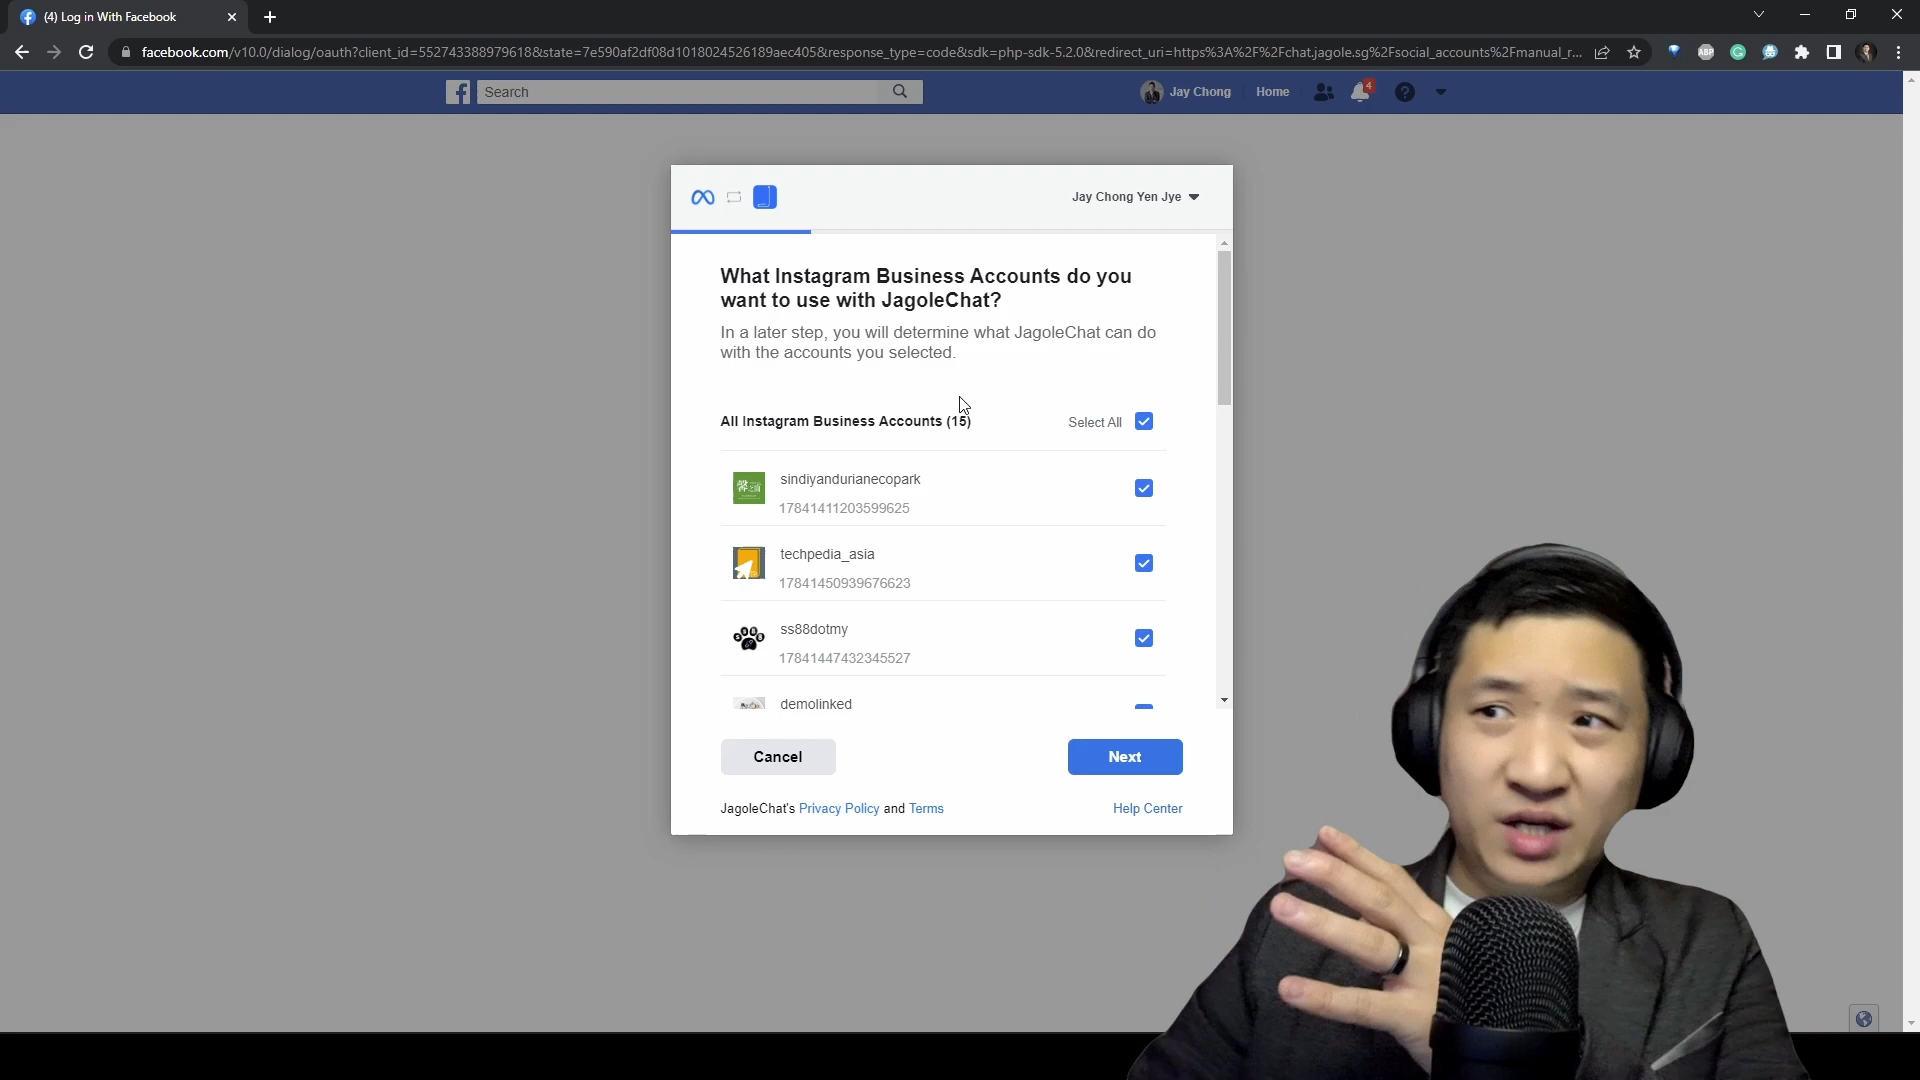 (4) Log in With Facebook
facebook.com/v10.0/dialog/oauth?client_id=552743388979618&state=7e590af2df08d1018024526189aec405&response_type=code&sdk=php-sdk-5.2.0&redirect_uri=https%3A%2F%2Fchat.jagole.sg%2Fsocial_accounts%2Fmanual_r...
ABP
Search
Jay Chong
Home
4
Jay Chong Yen Jye
What Instagram Business Accounts do you
want to use with JagoleChat?
In a later step, you will determine what JagoleChat can do
with the accounts you selected.
All Instagram Business Accounts (15)
Select All
sindiyandurianecopark
17841411203599625
techpedia_asia
17841450939676623
ss88dotmy
17841447432345527
demolinked
Cancel
Next
JagoleChat's Privacy Policy and Terms
Help Center